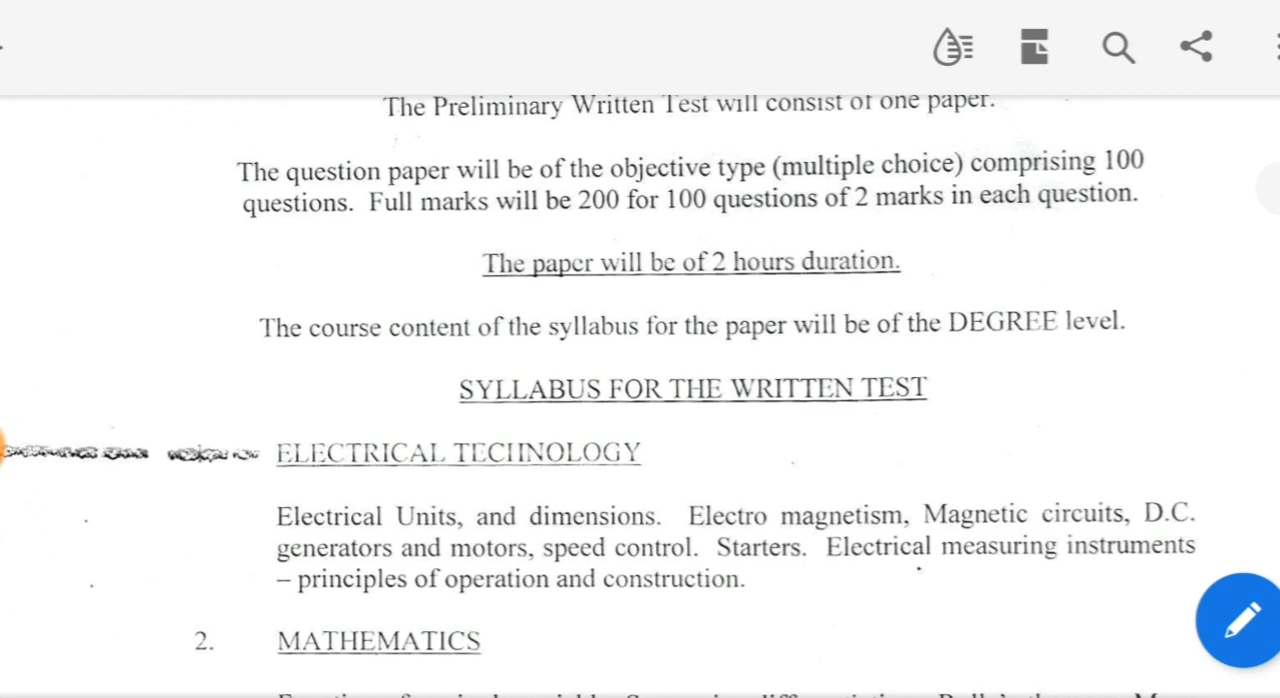 The Preliminary Written Test will consist of one paper.
The question paper will be of the objective type (multiple choice) comprising 100
questions. Full marks will be 200 for 100 questions of 2 marks in each question.
The paper will be of 2 hours duration.
The course content of the syllabus for the paper will be of the DEGREE level.
SYLLABUS FOR THE WRITTEN TEST
ELECTRICAL TECHNOLOGY
Electrical Units, and dimensions. Electro magnetism, Magnetic circuits, D.C.
generators and motors, speed control. Starters. Electrical measuring instruments
– principles of operation and construction.
2. MATHEMATICS